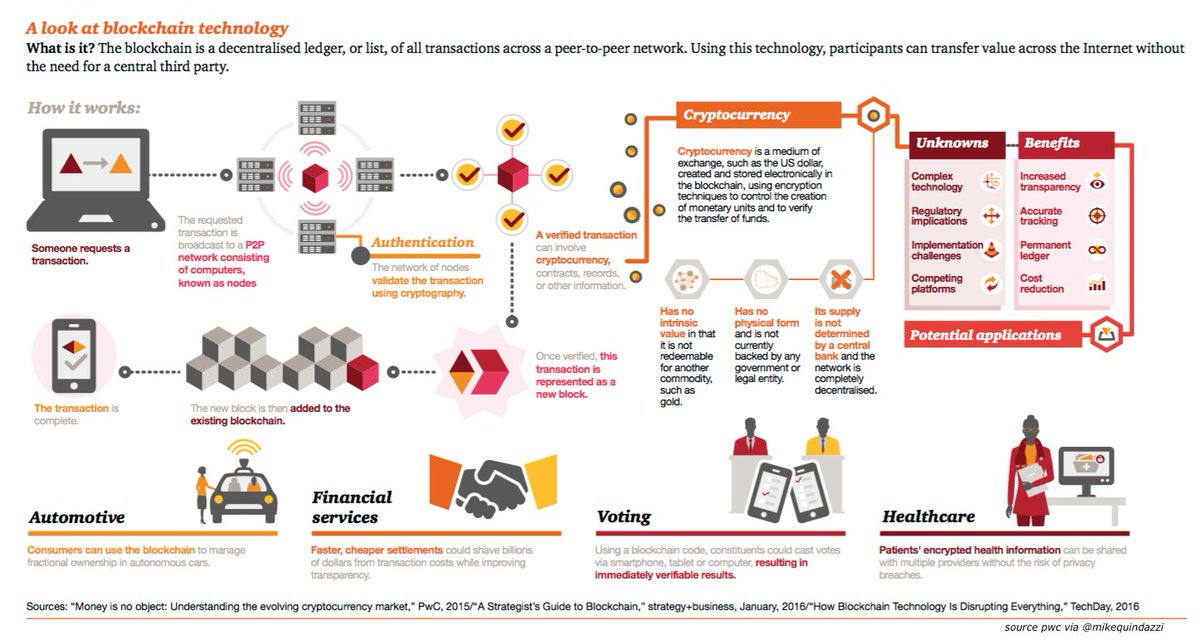 A look at blockchain technology
What is it? The blockchain is a decentralised ledger, or list, of all transactions across a peer-to-peer network. Using this technology, participants can transfer value across the Internet without
the need for a central third party.
How it works:
Someone requests a
transaction.
The requested
transaction is
broadcast to a P2P
network consisting
of computers,
known as nodes
Authentication
The network of nodes
validate the transaction
using cryptography.
A verified transaction
can involve
cryptocurrency,
contracts, records,
or other information.
Once verified, this
transaction is
represented as a
new block.
The new block is then added to the
existing blockchain.
The transaction is
complete.
Cryptocurrency
Cryptocurrency is a medium of
exchange, such as the US dollar,
created and stored electronically in
the blockchain, using encryption
techniques to control the creation
of monetary units and to verify
the transfer of funds.
Has no
intrinsic
value in that
it is not
redeemable
for another
commodity,
such as
gold.
Has no
physical form
and is not
currently
backed by any
government or
legal entity.
Its supply
is not
determined
by a central
bank and the
network is
completely
decentralised.
Unknowns
Complex
technology
Regulatory
implications
Implementation
challenges
Competing
platforms
Benefits
Increased
transparency
Accurate
tracking
Permanent
ledger
Cost
reduction
Potential applications
Automotive
Consumers can use the blockchain to manage
fractional ownership in autonomous cars.
Financial
services
Faster, cheaper settlements could shave billions
of dollars from transaction costs while improving
transparency.
Voting
Using a blockchain code, constituents could cast votes
via smartphone, tablet or computer, resulting in
immediately verifiable results.
Healthcare
Patients' encrypted health information can be shared
with multiple providers without the risk of privacy
breaches.
Sources: "Money is no object: Understanding the evolving cryptocurrency market," PwC, 2015/"A Strategist's Guide to Blockchain," strategy+business, January, 2016/"How Blockchain Technology Is Disrupting Everything," TechDay, 2016
source pwc via @mikequindazzi